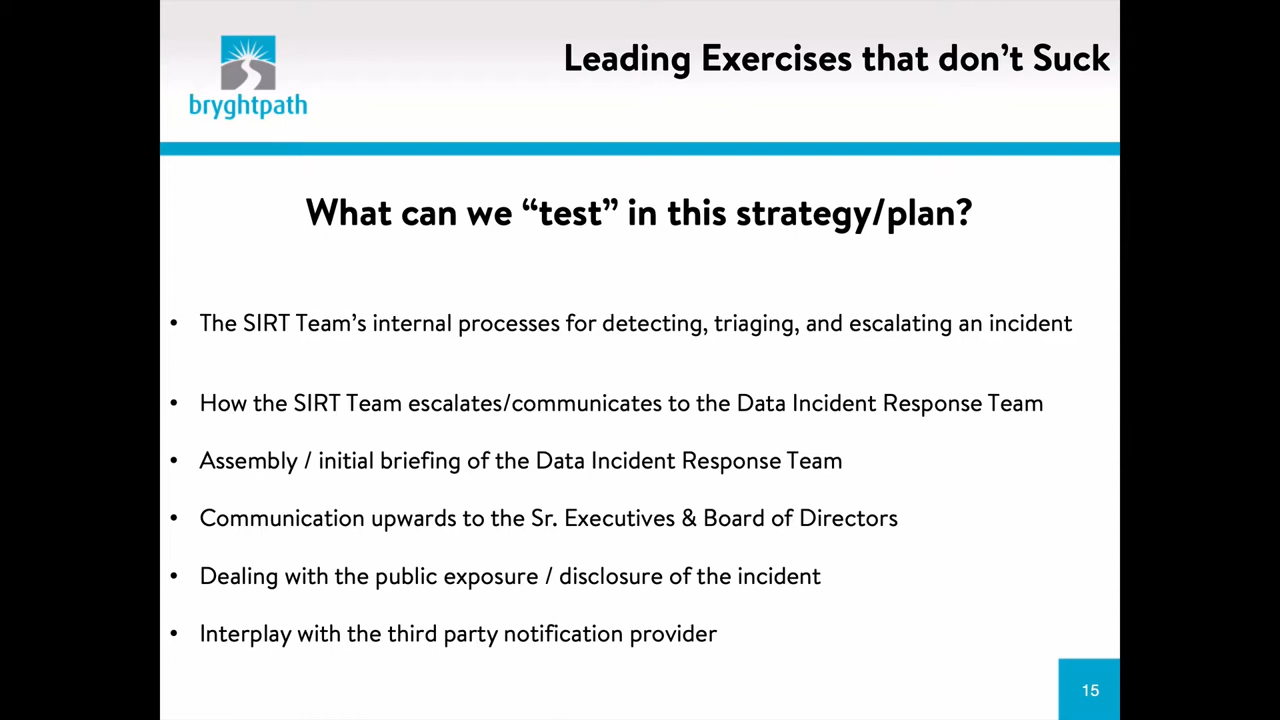 Leading Exercises that don’t Suck
bryghtpath
What can we “test” in this strategy/plan?
• The SIRT Team’s internal processes for detecting, triaging, and escalating an incident
• How the SIRT Team escalates/communicates to the Data Incident Response Team
• Assembly / initial briefing of the Data Incident Response Team
• Communication upwards to the Sr. Executives & Board of Directors
• Dealing with the public exposure / disclosure of the incident
• Interplay with the third party notification provider
15